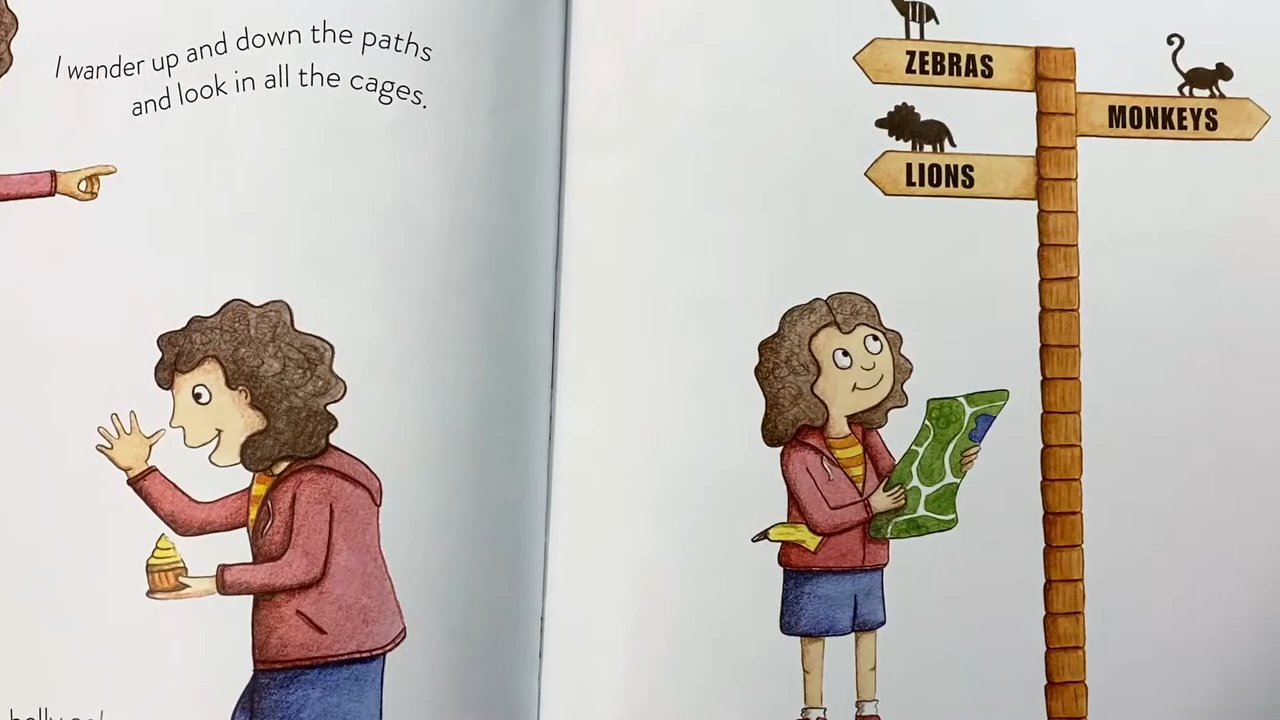 I wander up and down the paths
and look in all the cages.
ZEBRAS
MONKEYS
LIONS